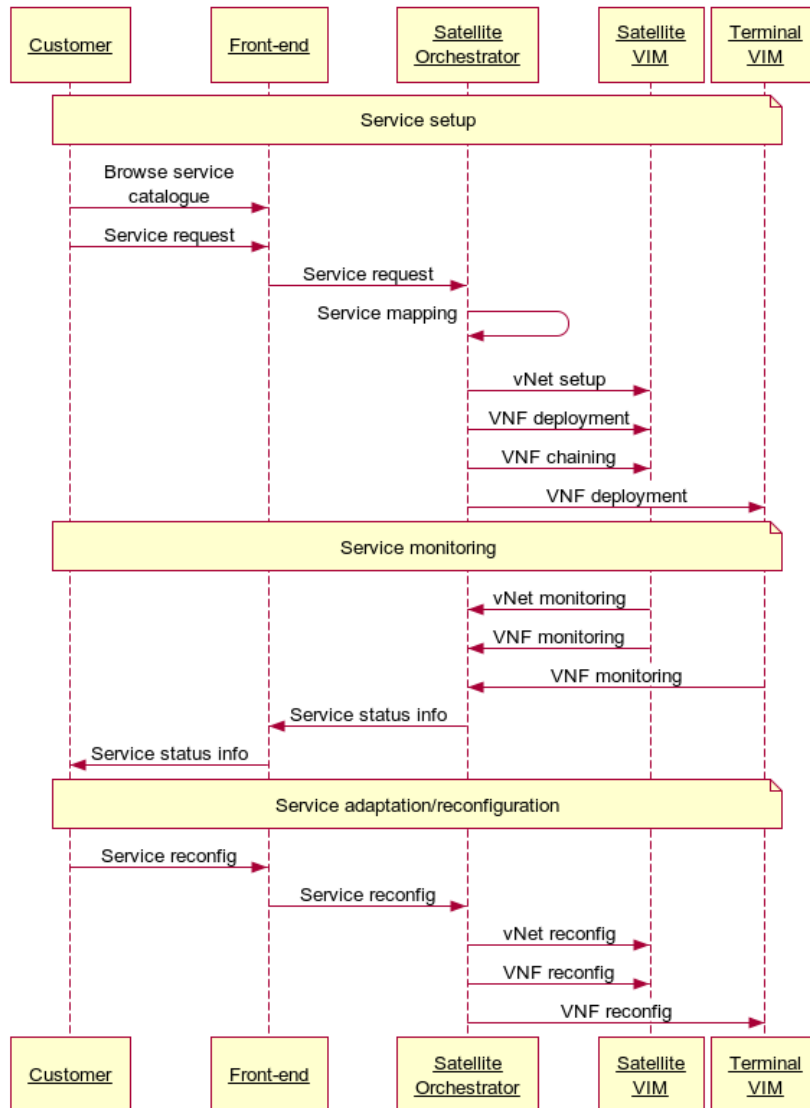 Customer
Front-end
Satellite
Orchestrator
Satellite
VIM
Terminal
VIM
Service setup
Browse service
catalogue
Service request
Service request
Service mapping
vNet setup
VNF deployment
VNF chaining
VNF deployment
Service monitoring
vNet monitoring
VNF monitoring
VNF monitoring
Service status info
Service status info
Service adaptation/reconfiguration
Service reconfig
Service reconfig
vNet reconfig
VNF reconfig
VNF reconfig
Customer
Front-end
Satellite
Orchestrator
Satellite
VIM
Terminal
VIM